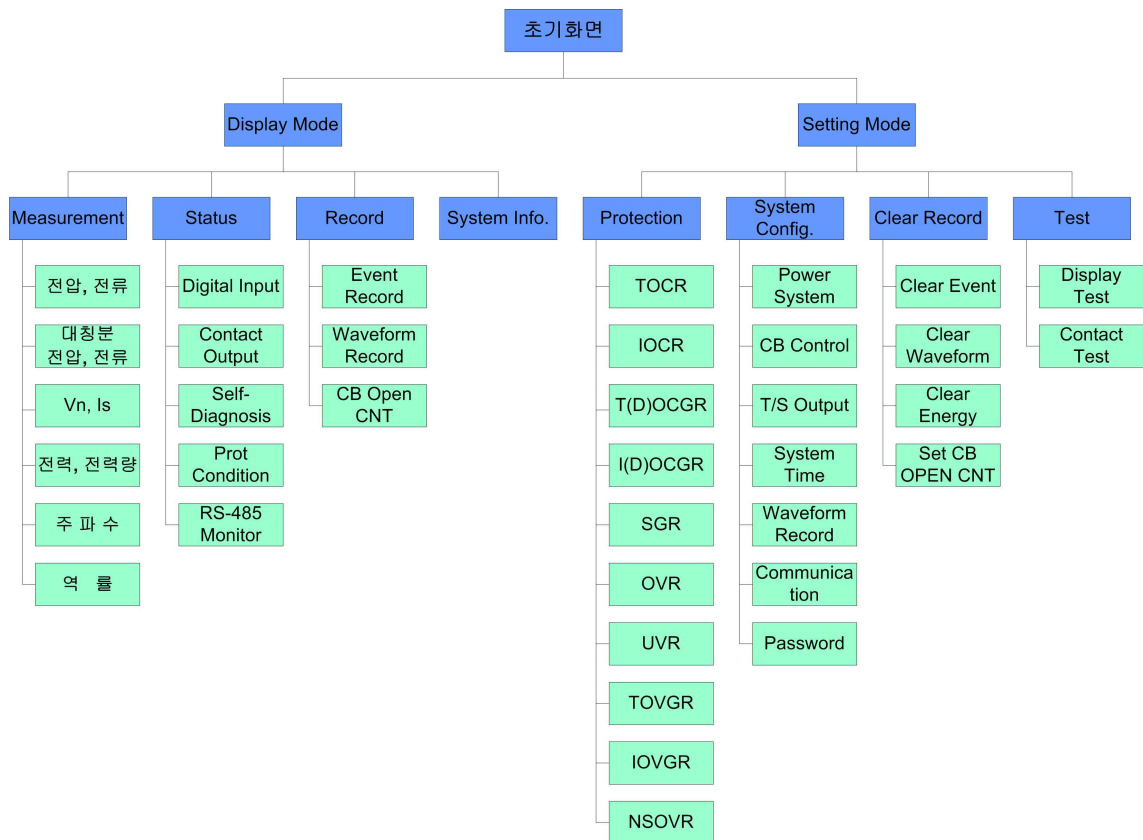 초기화면
Display Mode
Setting Mode
Measurement
Status
Record
System Info.
Protection
System
Config.
Clear Record
Test
전압, 전류
대칭분
전압, 전류
Vn, Is
전력, 전력량
주 파 수
역 률
Digital Input
Contact
Output
Self-
Diagnosis
Prot
Condition
RS-485
Monitor
Event
Record
Waveform
Record
CB Open
CNT
TOCR
IOCR
T(D)OCGR
I(D)OCGR
SGR
OVR
UVR
TOVGR
IOVGR
NSOVR
Power
System
CB Control
T/S Output
System
Time
Waveform
Record
Communica
tion
Password
Clear Event
Clear
Waveform
Clear
Energy
Set CB
OPEN CNT
Display
Test
Contact
Test